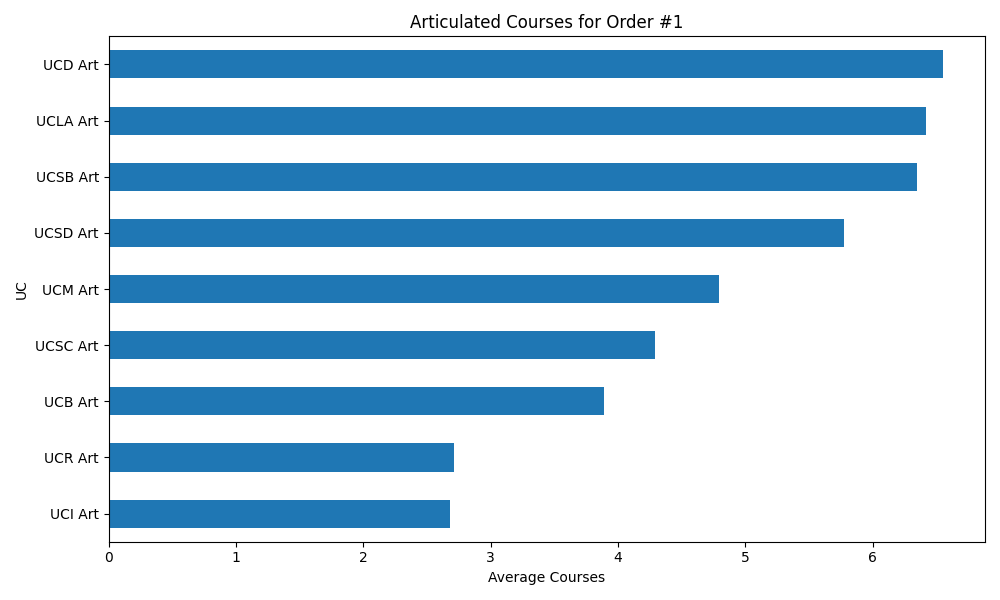 Articulated Courses for Order #1
UCD Art
UCLA Art
UCSB Art
UCSD Art
UCM Art
UCSC Art
UCB Art
UCR Art
UCI Art
UC
0 1 2 3 4 5 6
Average Courses